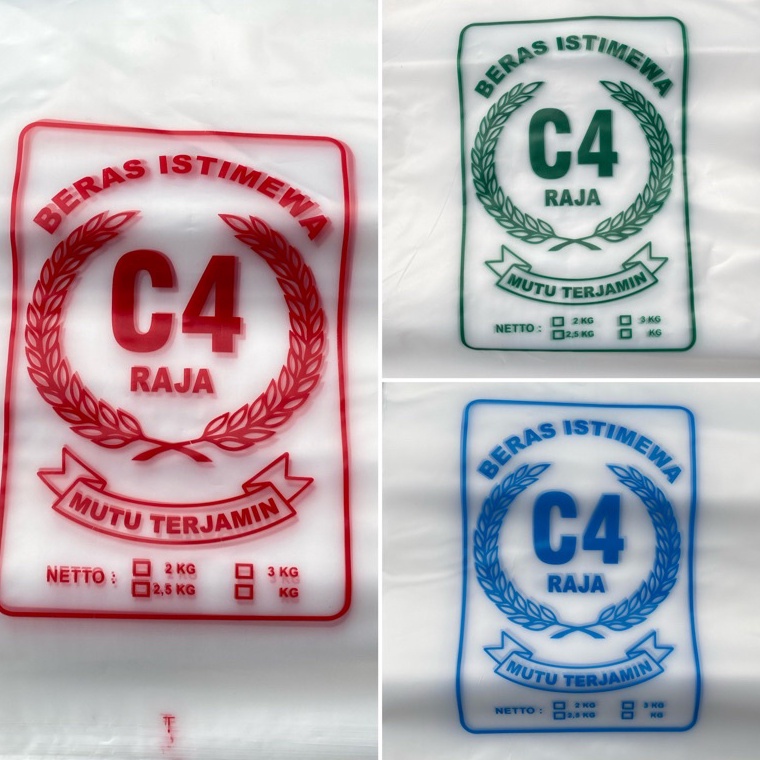 BERAS ISTIMEWA
C4
RAJA
MUTU TERJAMIN
NETTO : 2 KG 3 KG
2,5 KG KG
BERAS ISTIMEWA
C4
RAJA
MUTU TERJAMIN
NETTO : 2 KG 3 KG
2,5 KG KG
BERAS ISTIMEWA
C4
RAJA
MUTU TERJAMIN
NETTO : 2 KG 3 KG
2,5 KG KG